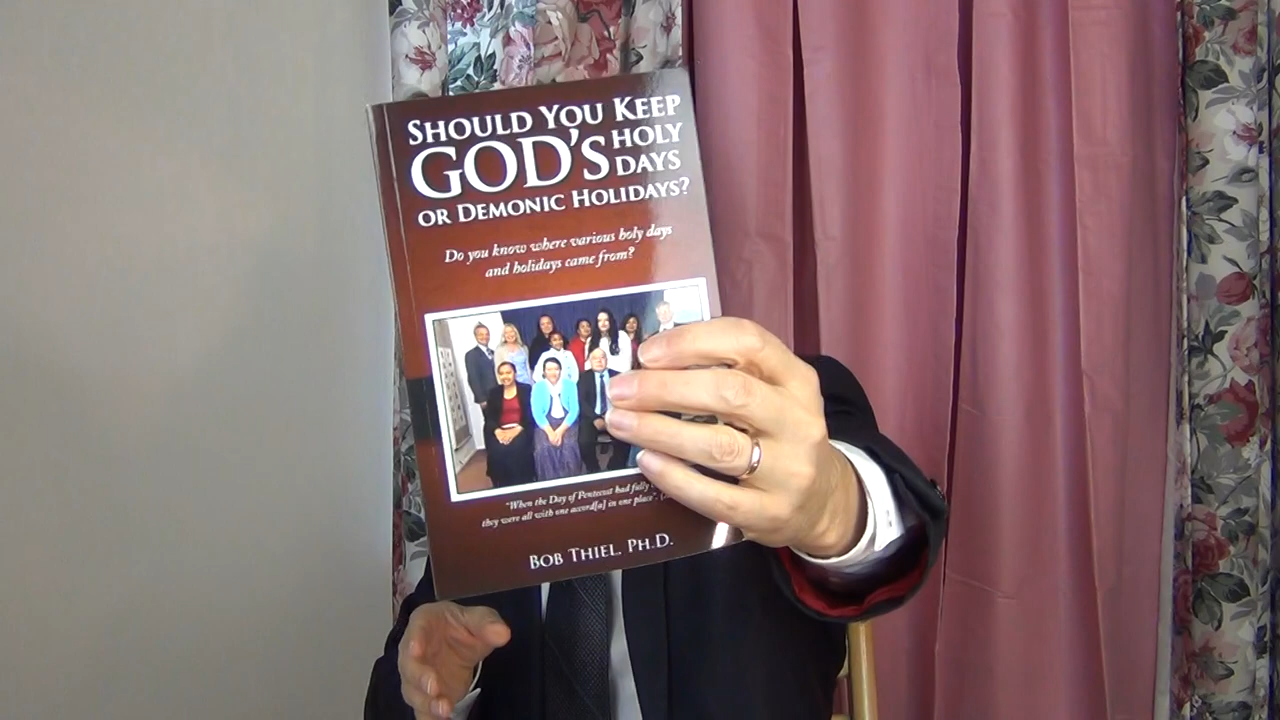 SHOULD YOU KEEP
GOD'S HOLY DAYS
OR DEMONIC HOLIDAYS?
Do you know where various holy days
and holidays came from?
"When the Day of Pentecost had fully
they were all with one accord[a] in one place".
BOB THIEL, PH.D.